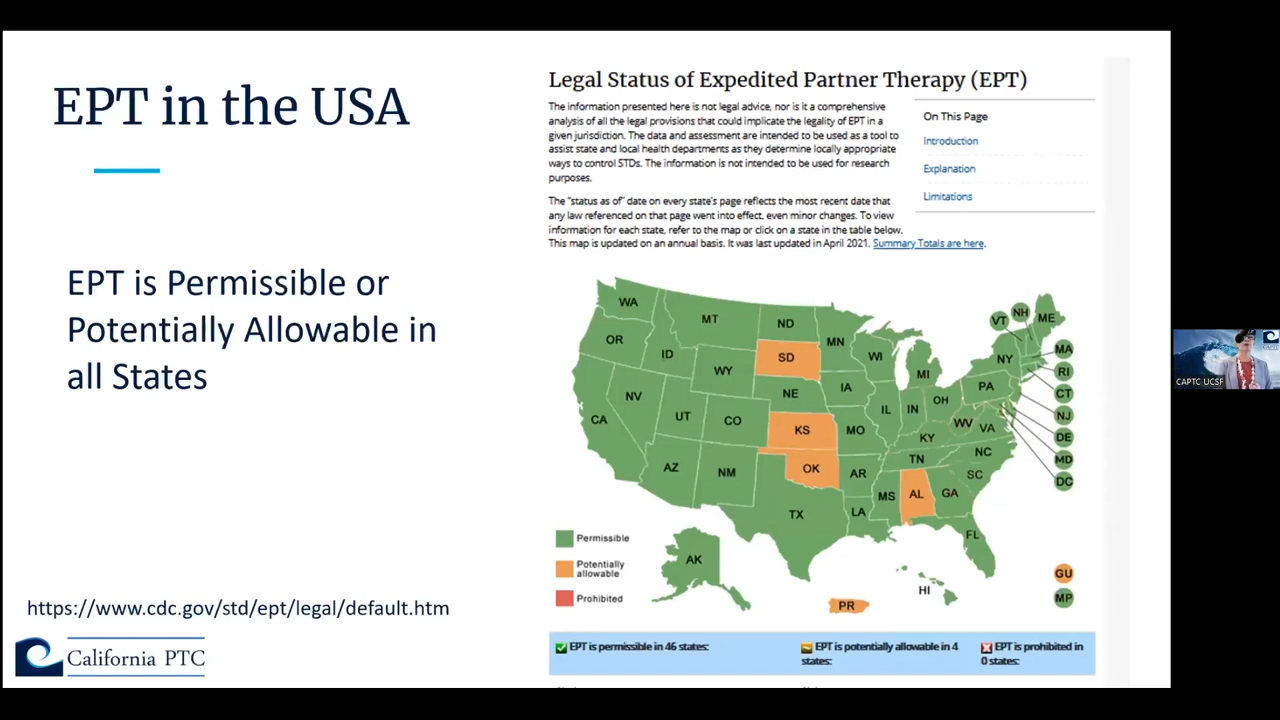 EPT in the USA
EPT is Permissible or
Potentially Allowable in
all States
https://www.cdc.gov/std/ept/legal/default.htm
California PTC
Legal Status of Expedited Partner Therapy (EPT)
The information presented here is not legal advice, nor is it a comprehensive
analysis of all the legal provisions that could implicate the legality of EPT in a
given jurisdiction. The data and assessment are intended to be used as a tool to
assist state and local health departments as they determine locally appropriate
ways to control STDs. The information is not intended to be used for research
purposes.
The "status as of" date on every state's page reflects the most recent date that
any law referenced on that page went into effect, even minor changes. To view
information for each state, refer to the map or click on a state in the table below.
This map is updated on an annual basis. It was last updated in April 2021. Summary Totals are here.
On This Page
Introduction
Explanation
Limitations
WA
MT
ND
MN
VT
NH
ME
OR
ID
SD
WI
NY
MA
WY
MI
RI
NV
NE
IA
PA
CT
CA
UT
CO
IL
IN
OH
NJ
KS
MO
KY
WV
VA
DE
AZ
NM
OK
AR
TN
NC
MD
SC
DC
MS
AL
GA
TX
LA
FL
AK
HI
GU
PR
MP
Permissible
Potentially
allowable
Prohibited
EPT is permissible in 46 states:
EPT is potentially allowable in 4
states:
EPT is prohibited in
0 states:
CAPTC UCSF